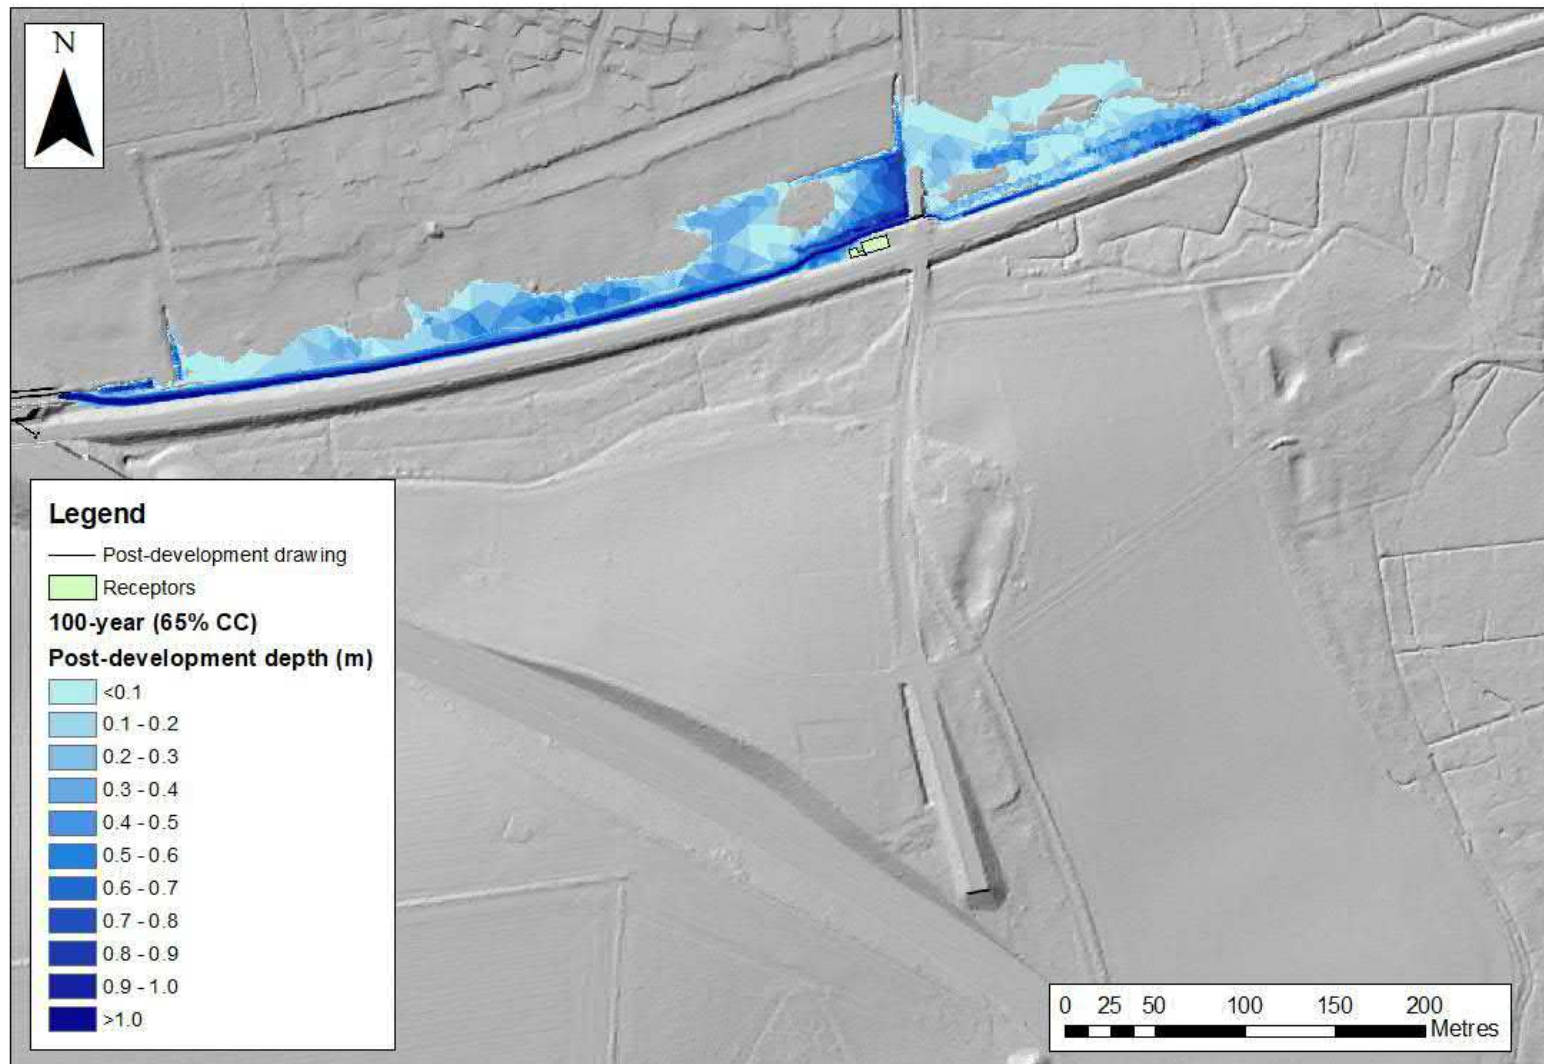 N
Legend
Post-development drawing
Receptors
100-year (65% CC)
Post-development depth (m)
<0.1
0.1 - 0.2
0.2 - 0.3
0.3 - 0.4
0.4 - 0.5
0.5 - 0.6
0.6 - 0.7
0.7 - 0.8
0.8 - 0.9
0.9 - 1.0
>1.0
0 25 50 100 150 200
Metres